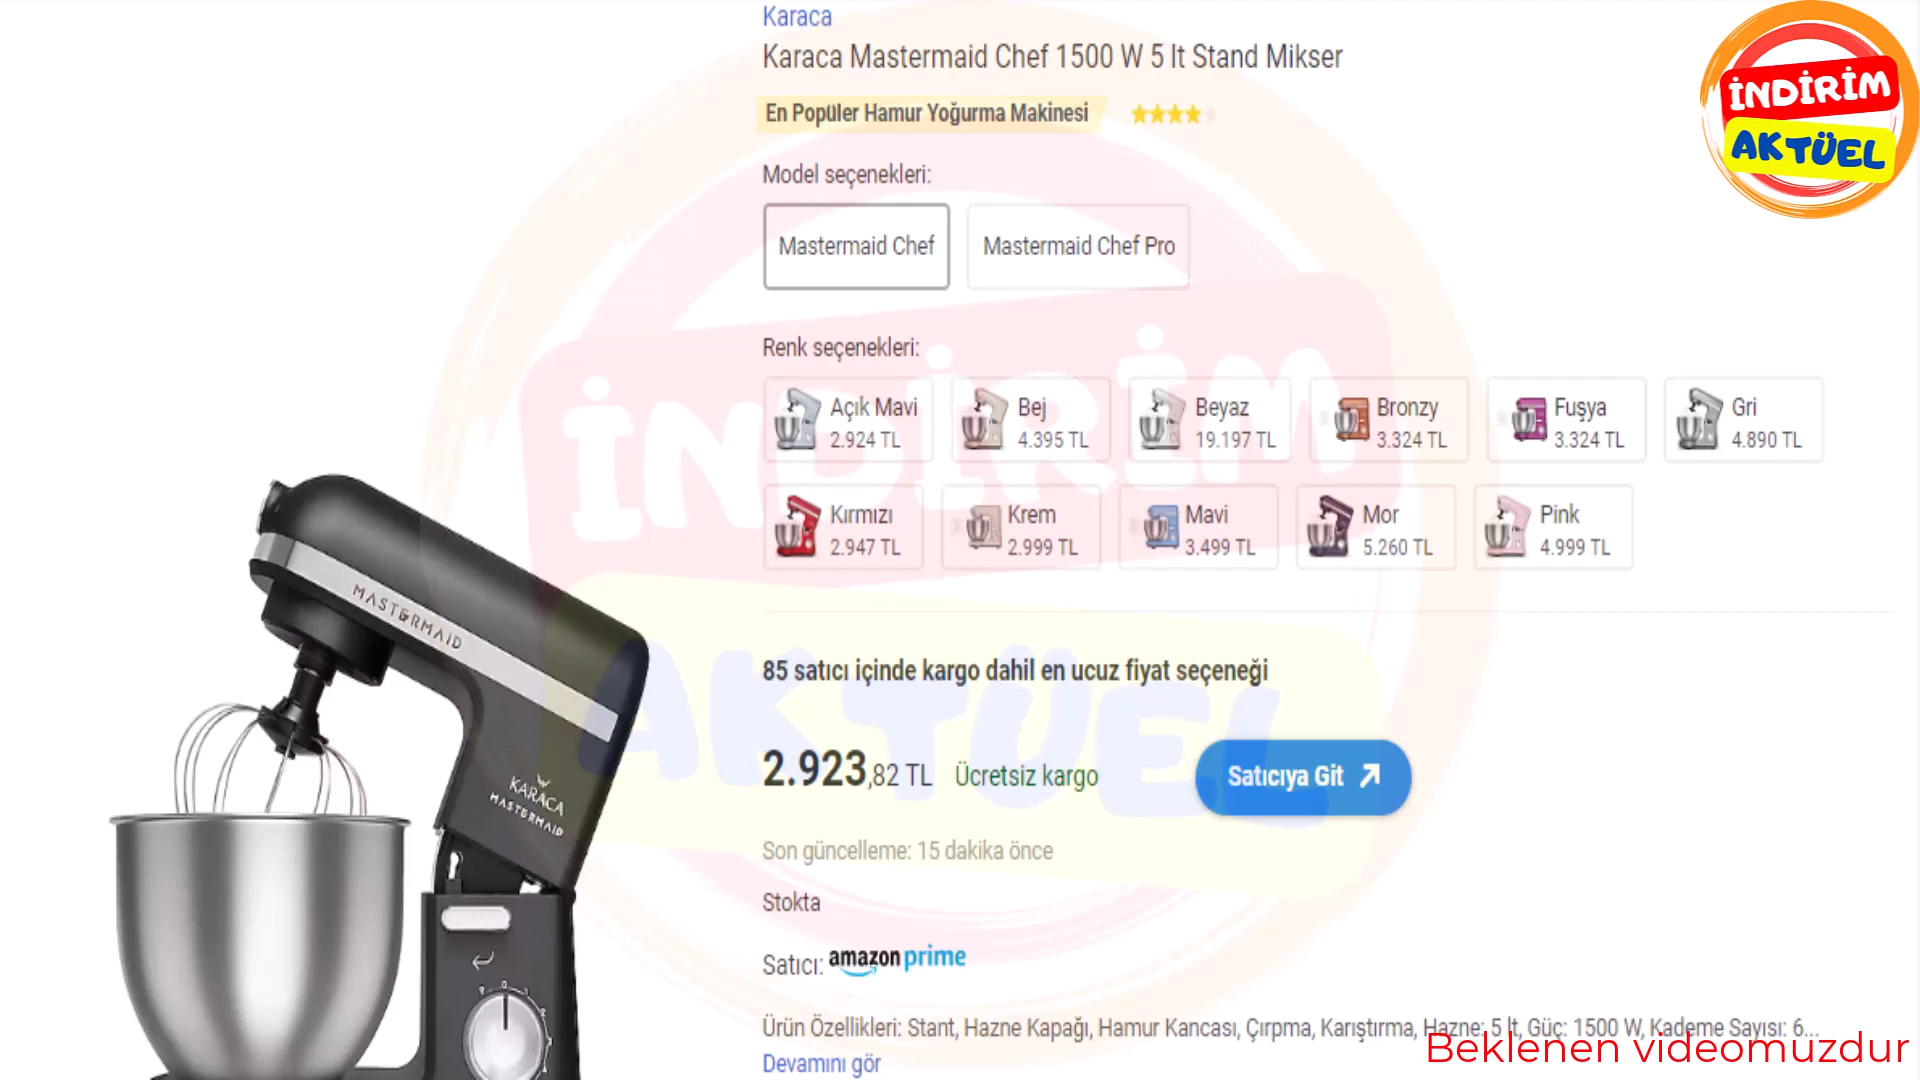 Karaca
Karaca Mastermaid Chef 1500 W 5 lt Stand Mikser
En Popüler Hamur Yoğurma Makinesi
İNDİRİM
AKTÜEL
Model seçenekleri:
Mastermaid Chef
Mastermaid Chef Pro
Renk seçenekleri:
Açık Mavi
2.924 TL
Bej
4.395 TL
Beyaz
19.197 TL
Bronzy
3.324 TL
Fuşya
3.324 TL
Gri
4.890 TL
Kırmızı
2.947 TL
Krem
2.999 TL
Mavi
3.499 TL
Mor
5.260 TL
Pink
4.999 TL
İNDİRİM
AKTÜEL
MASTERMAID
KARACA
MASTERMAID
85 satıcı içinde kargo dahil en ucuz fiyat seçeneği
2.923,82 TL Ücretsiz kargo
Satıcıya Git
Son güncelleme: 15 dakika önce
Stokta
Satıcı: amazon prime
Ürün Özellikleri: Stant, Hazne Kapağı, Hamur Kancası, Çırpma, Karıştırma, Hazne: 5 lt, Güç: 1500 W, Kademe Sayısı: 6...
Devamını gör
Beklenen videomuzdur